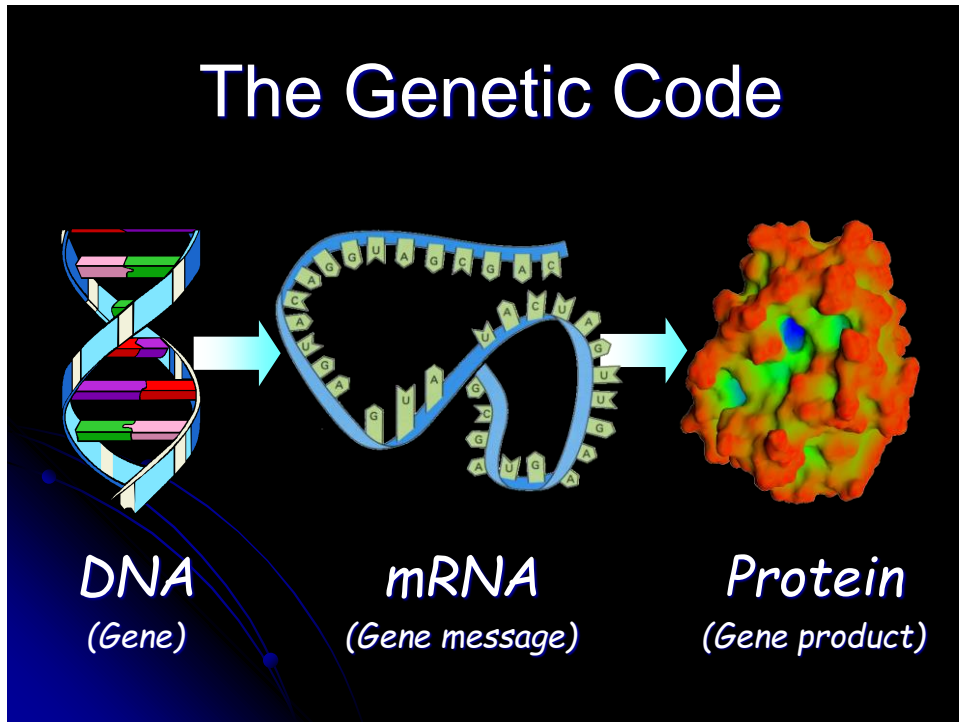 The Genetic Code
C A G G U A G C G A C
A U G A
G U A
U A C U A G U U G A A G U A G C G
DNA mRNA Protein
(Gene) (Gene message) (Gene product)